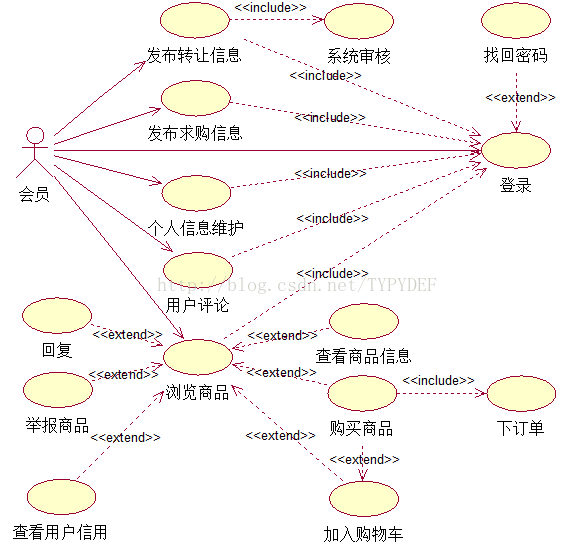 <<include>>
发布转让信息
系统审核
找回密码
<<include>>
<<extend>>
发布求购信息
<<include>>
会员
<<include>>
登录
个人信息维护
<<include>>
<<include>>
http://blog.csdn.net/TYPYDEF
用户评论
<<extend>>
<<extend>>
回复
查看商品信息
<<extend>>
<<extend>>
<<include>>
浏览商品
举报商品
购买商品
下订单
<<extend>>
<<extend>>
<<extend>>
查看用户信用
加入购物车